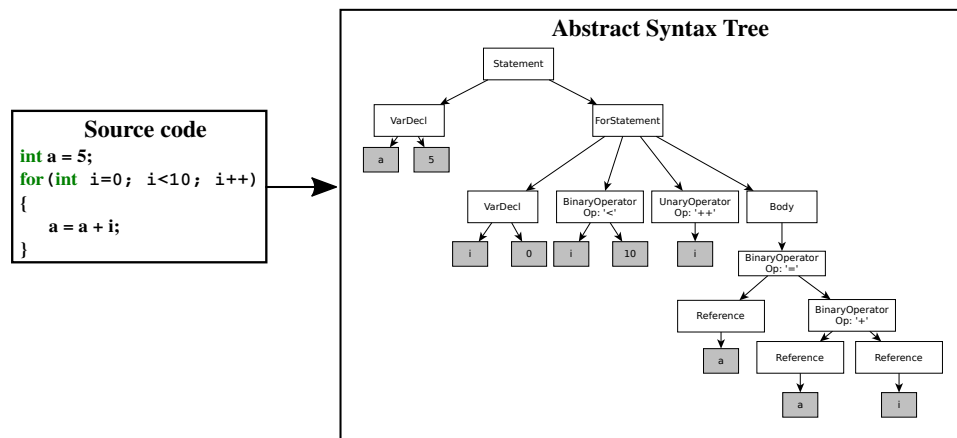 Abstract Syntax Tree
Statement
Source code
int a = 5;
for(int i=0; i<10; i++)
{
a = a + i;
}
VarDecl
ForStatement
a
5
VarDecl
BinaryOperator
Op: '<'
UnaryOperator
Op: '++'
Body
i
0
i
10
i
BinaryOperator
Op: '='
Reference
BinaryOperator
Op: '+'
a
Reference
Reference
a
i